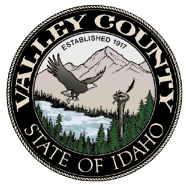 VALLEY COUNTY
ESTABLISHED 1917
STATE OF IDAHO